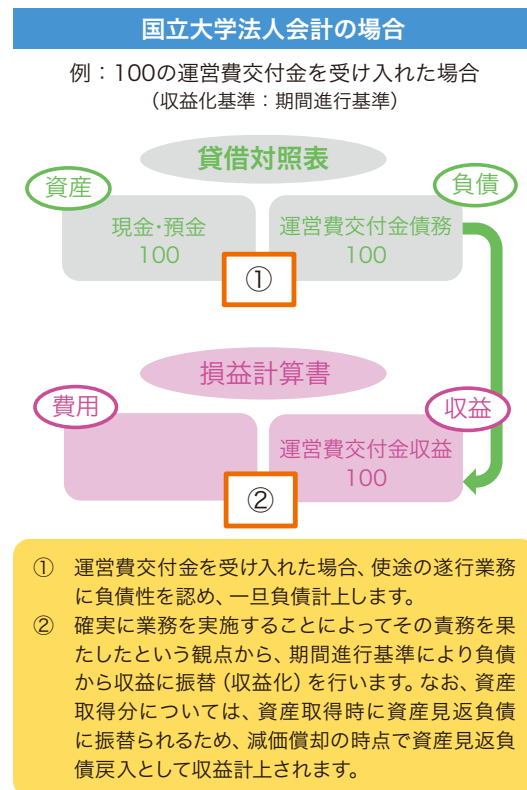 国立大学法人会計の場合
例：100の運営費交付金を受け入れた場合
（収益化基準：期間進行基準）
貸借対照表
資産
負債
現金・預金
100
運営費交付金債務
100
①
損益計算書
費用
収益
運営費交付金収益
100
②
① 運営費交付金を受け入れた場合、使途の遂行業務
に負債性を認め、一旦負債計上します。
② 確実に業務を実施することによってその責務を果
たしたという観点から、期間進行基準により負債
から収益に振替（収益化）を行います。なお、資産
取得分については、資産取得時に資産見返負債
に振替られるため、減価償却の時点で資産見返負
債戻入として収益計上されます。